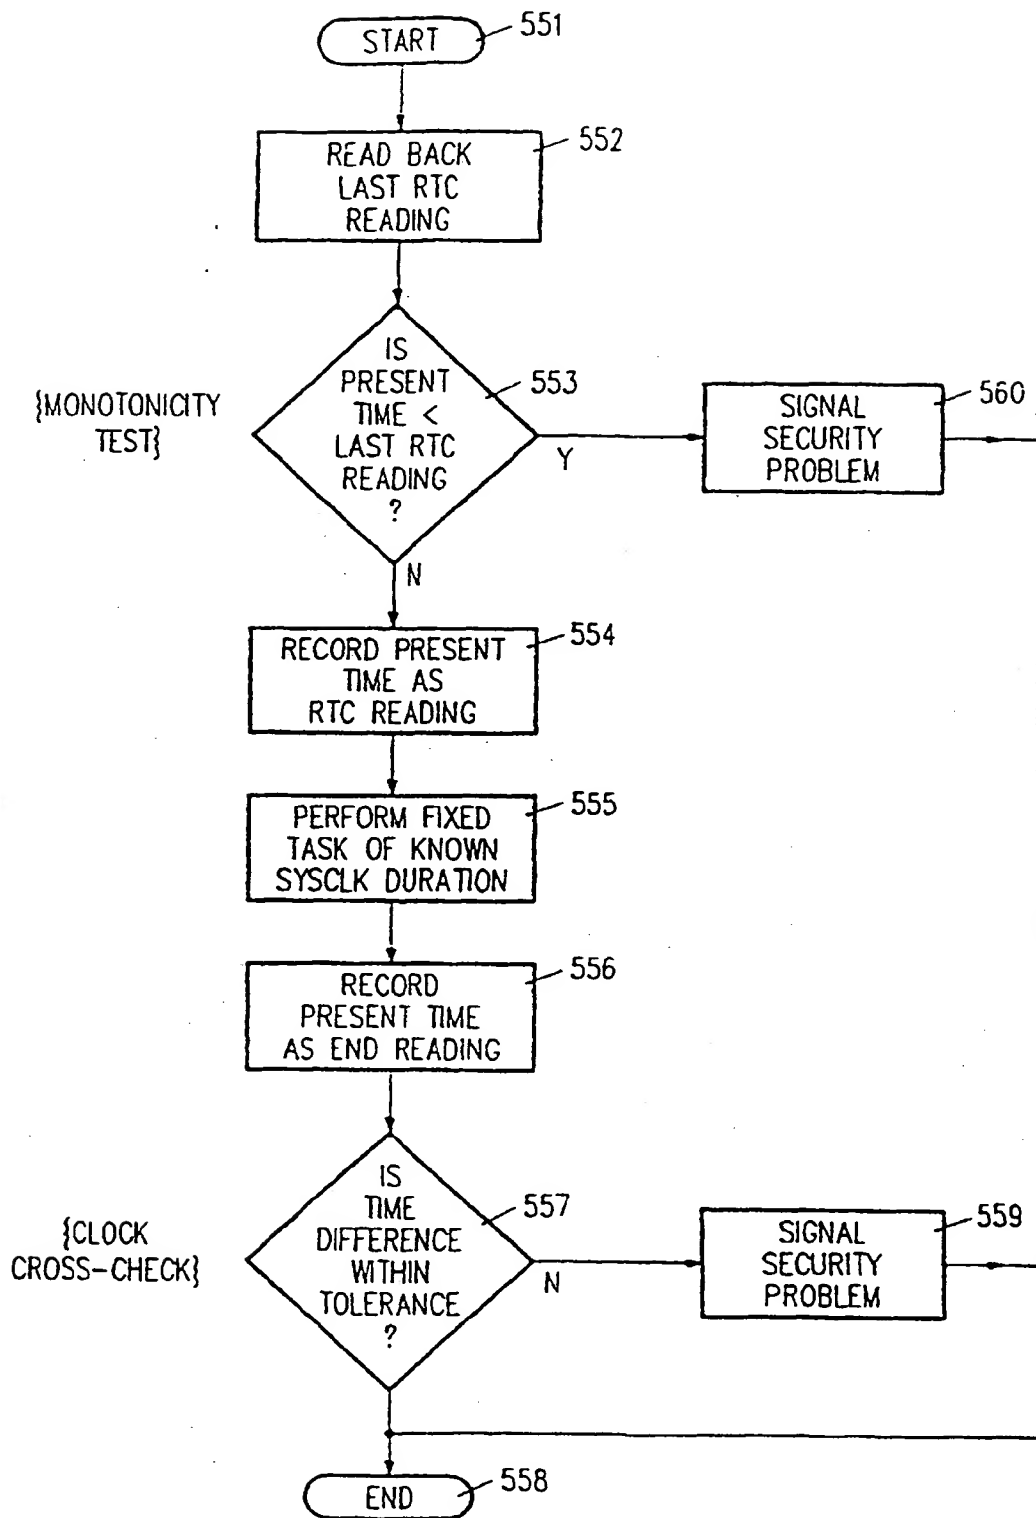 START
551
READ BACK
LAST RTC
READING
552
{MONOTONICITY
TEST}
IS
PRESENT
TIME <
LAST RTC
READING
?
553
Y
SIGNAL
SECURITY
PROBLEM
560
N
RECORD PRESENT
TIME AS
RTC READING
554
PERFORM FIXED
TASK OF KNOWN
SYSCLK DURATION
555
RECORD
PRESENT TIME
AS END READING
556
{CLOCK
CROSS-CHECK}
IS
TIME
DIFFERENCE
WITHIN
TOLERANCE
?
557
N
SIGNAL
SECURITY
PROBLEM
559
END
558